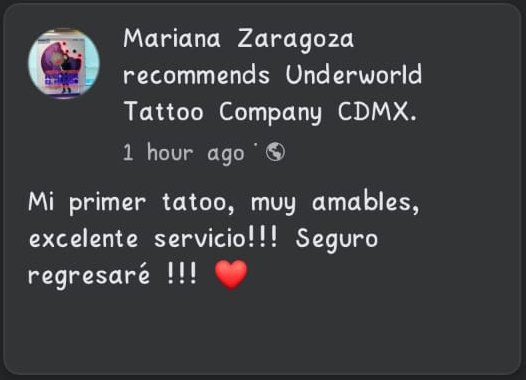 Mariana Zaragoza
recommends Underworld
Tattoo Company CDMX.
1 hour ago ·
Mi primer tatoo, muy amables,
excelente servicio!!! Seguro
regresaré !!! ❤️